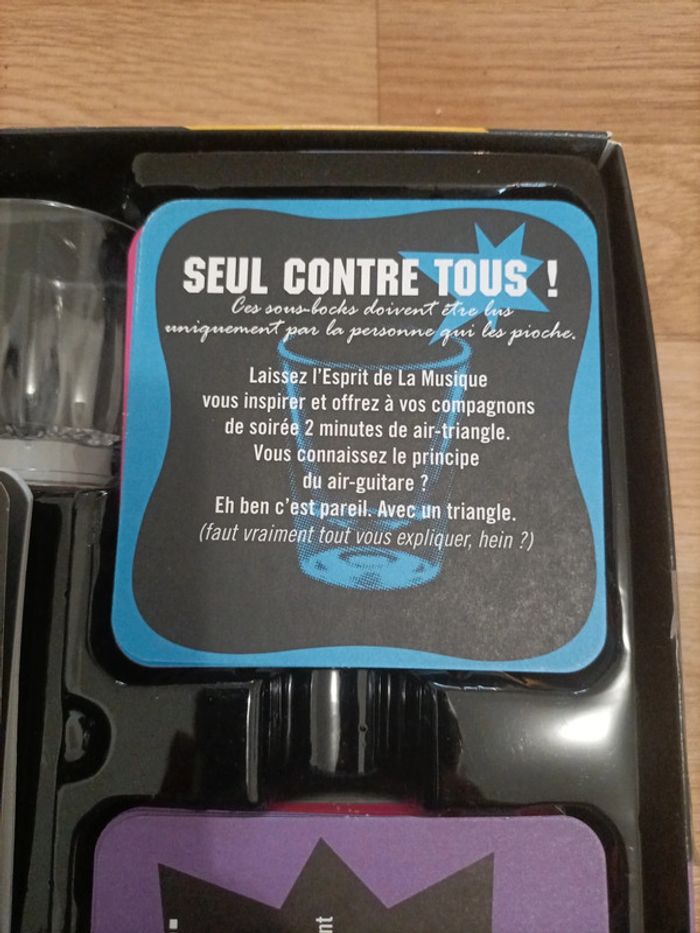 SEUL CONTRE TOUS !
Ces sous-bocks doivent être lus
uniquement par la personne qui les pioche.
Laissez l'Esprit de La Musique
vous inspirer et offrez à vos compagnons
de soirée 2 minutes de air-triangle.
Vous connaissez le principe
du air-guitare ?
Eh ben c'est pareil. Avec un triangle.
(faut vraiment tout vous expliquer, hein ?)